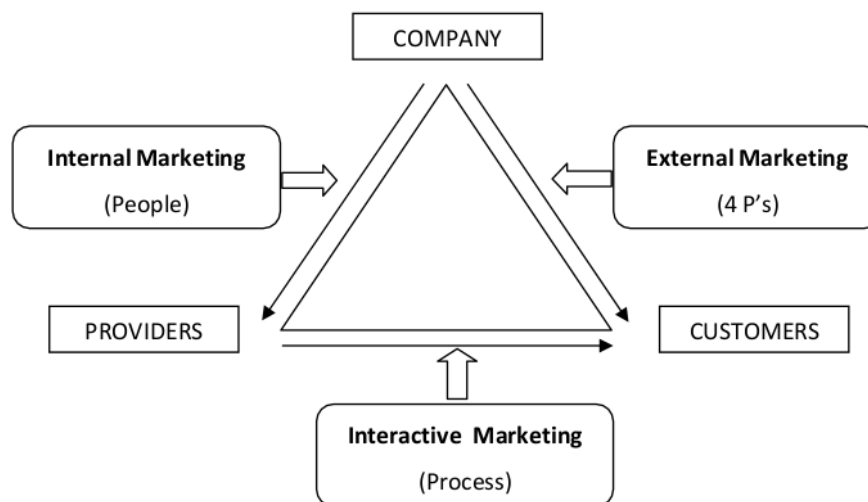 COMPANY
Internal Marketing
(People)
External Marketing
(4 P’s)
PROVIDERS
CUSTOMERS
Interactive Marketing
(Process)